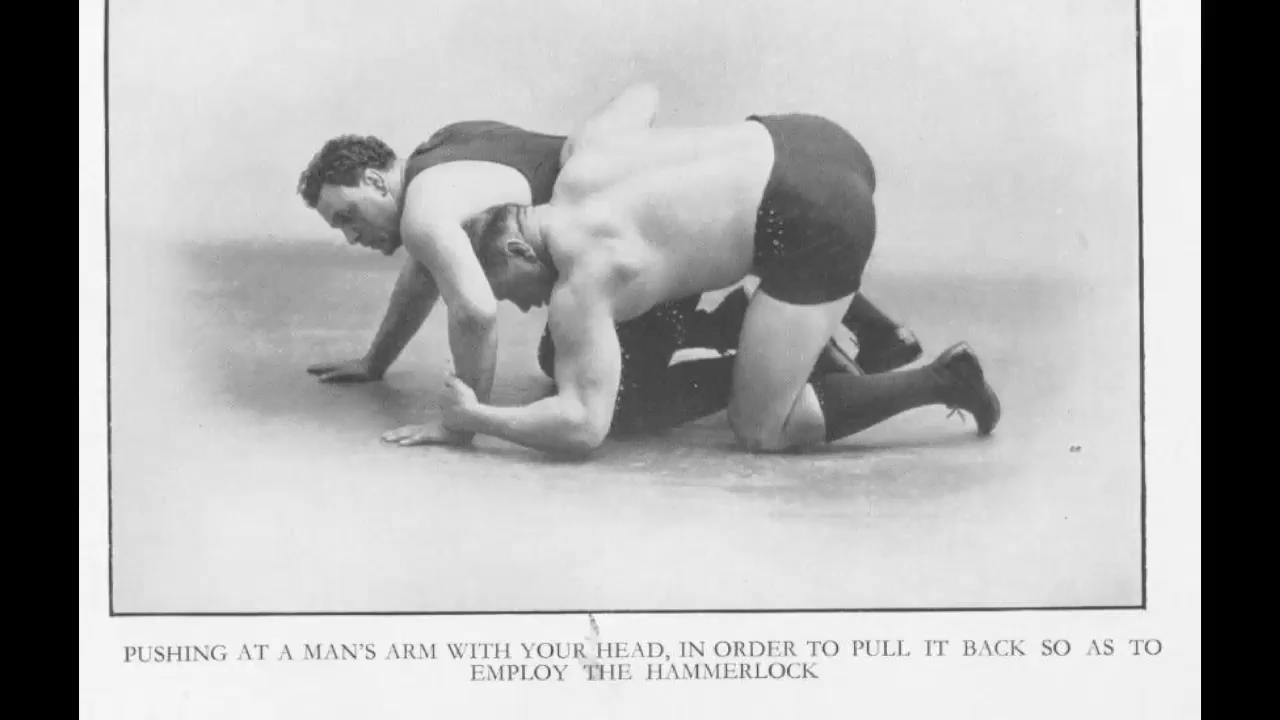 PUSHING AT A MAN'S ARM WITH YOUR HEAD, IN ORDER TO PULL IT BACK SO AS TO
EMPLOY THE HAMMERLOCK